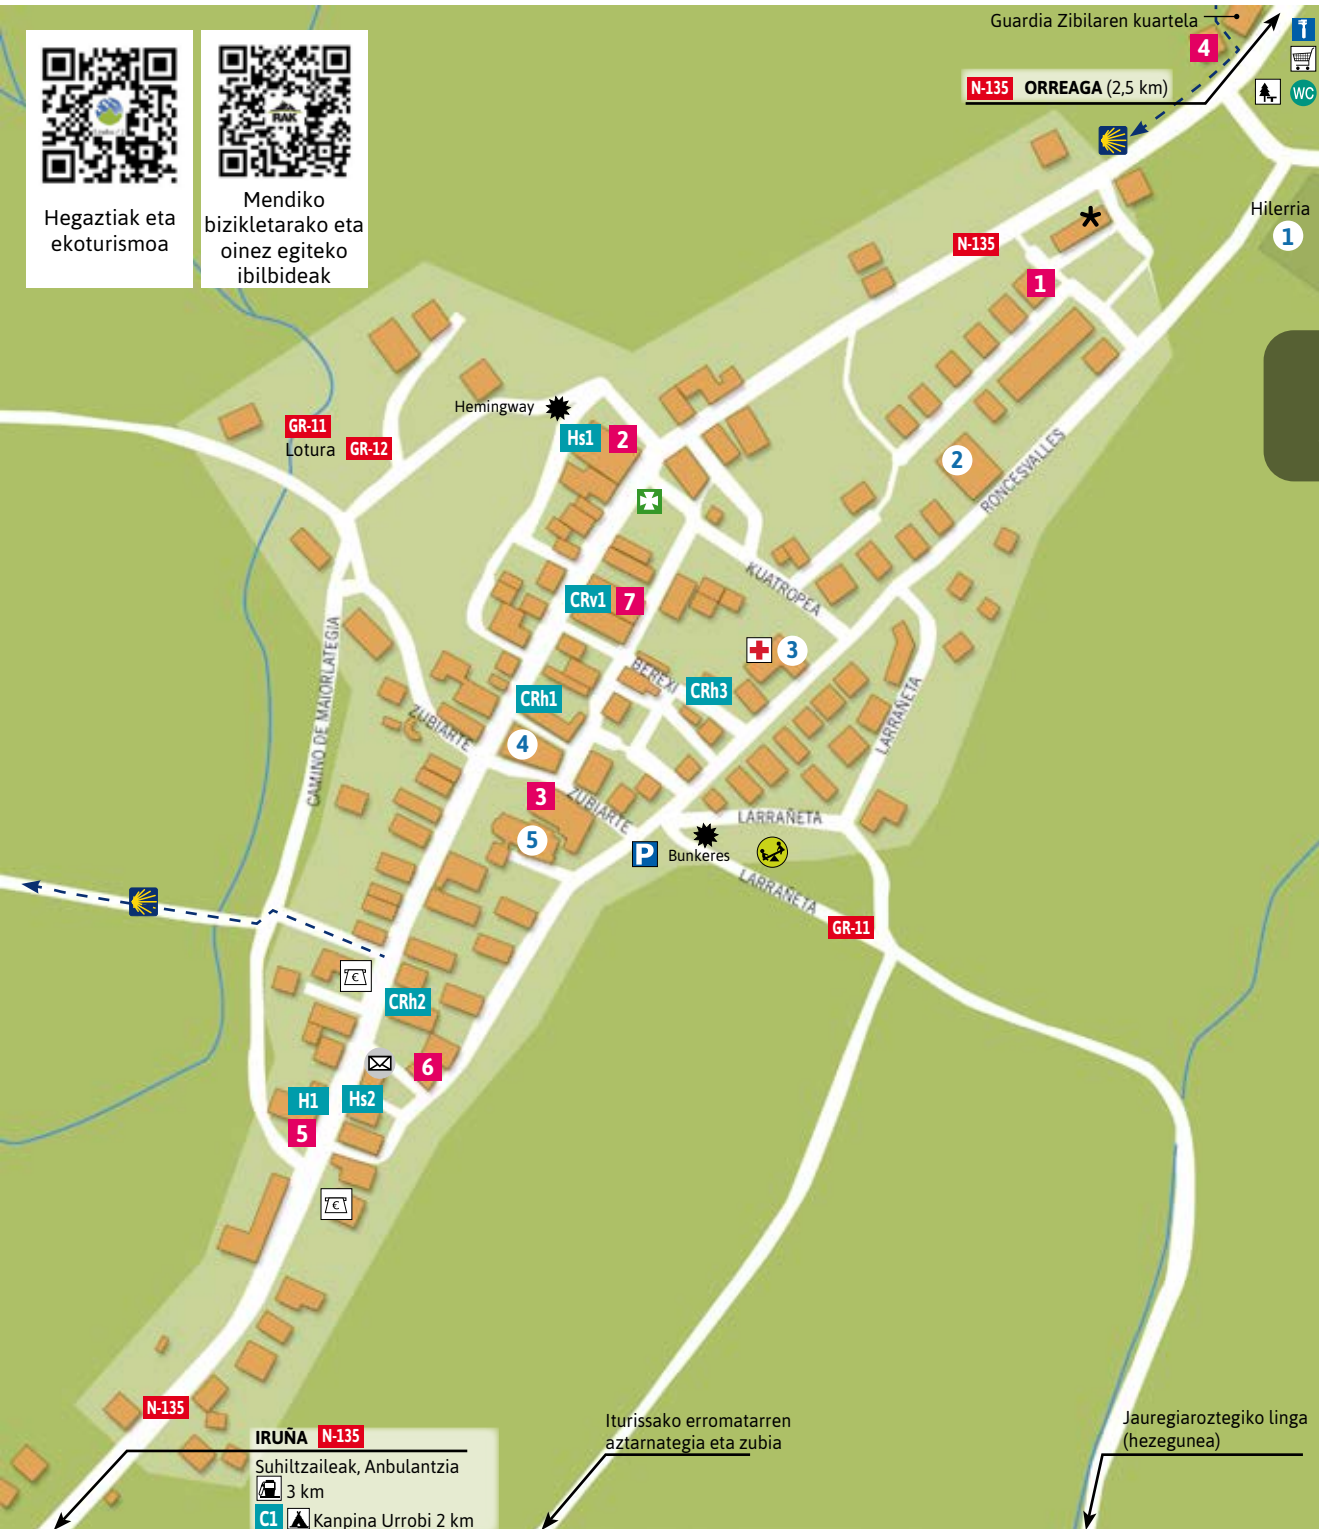 Guardia Zibilaren kuartela
4
N-135 ORREAGA (2,5 km)
WC
Hegaztiak eta
ekoturismoa
RAK
Mendiko
bizikletarako eta
oinez egiteko
ibilbideak
Hilerria
1
N-135
1
Hemingway
GR-11
Lotura GR-12
Hs1 2
2
RONCESVALLES
KUATROPEA
CRv1 7
3
BEREXI
CRh3
CRh1
CAMINO DE MAIORLATEGIA
ZUBIARTE
4
LARRAÑETA
3
ZUBIARTE
LARRAÑETA
5
P Bunkeres
LARRAÑETA
GR-11
€
CRh2
6
H1 Hs2
5
€
N-135
IRUÑA N-135
Suhiltzaileak, Anbulantzia
3 km
C1 Kanpina Urrobi 2 km
Iturissako erromatarren
aztarnategia eta zubia
Jauregiaroztegiko linga
(hezegunea)